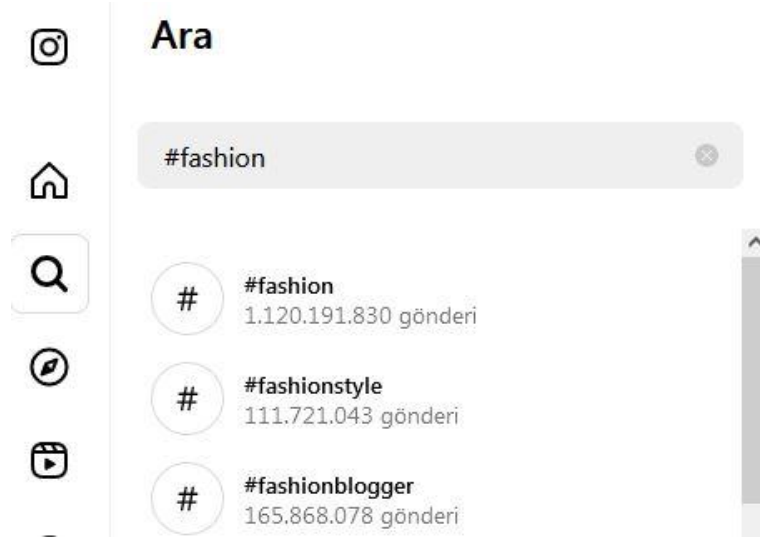 Ara
#fashion
#
#fashion
1.120.191.830 gönderi
#
#fashionstyle
111.721.043 gönderi
#
#fashionblogger
165.868.078 gönderi